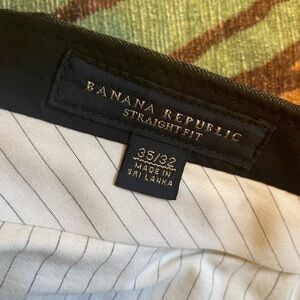 BANANA REPUBLIC
STRAIGHT FIT
35/32
MADE IN
SRI LANKA